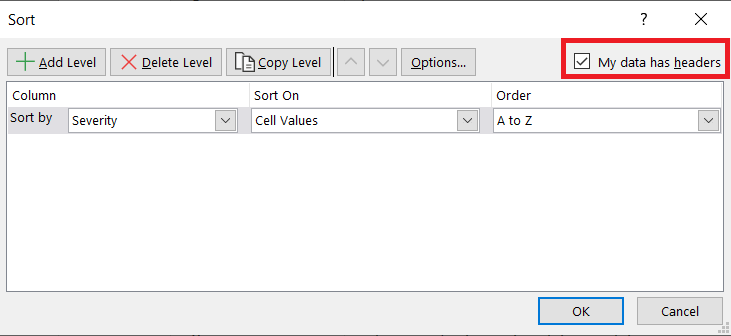 Sort
?
Add Level Delete Level Copy Level Options... My data has headers
Column Sort On Order
Sort by Severity Cell Values A to Z
OK Cancel